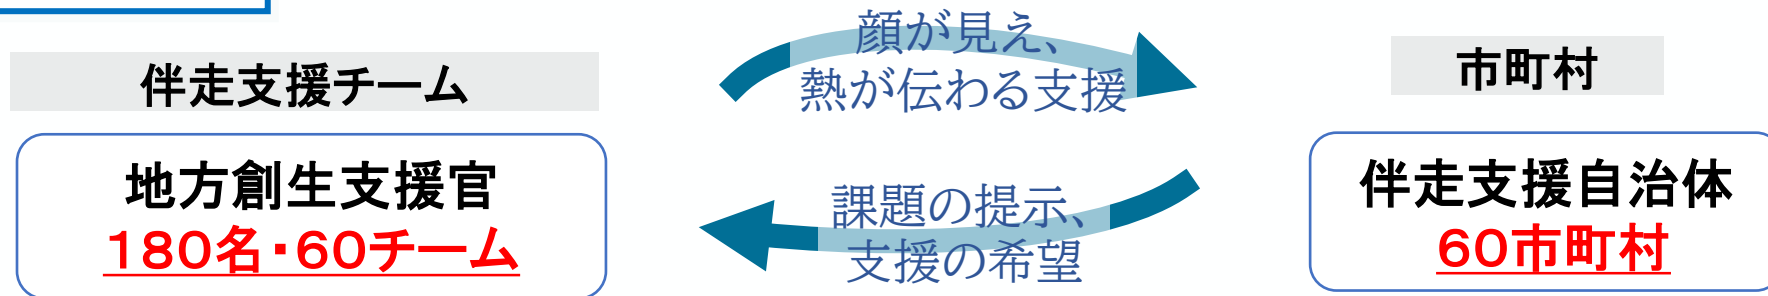 伴走支援チーム
地方創生支援官
180名・60チーム
顔が見え、
熱が伝わる支援
課題の提示、
支援の希望
市町村
伴走支援自治体
60市町村